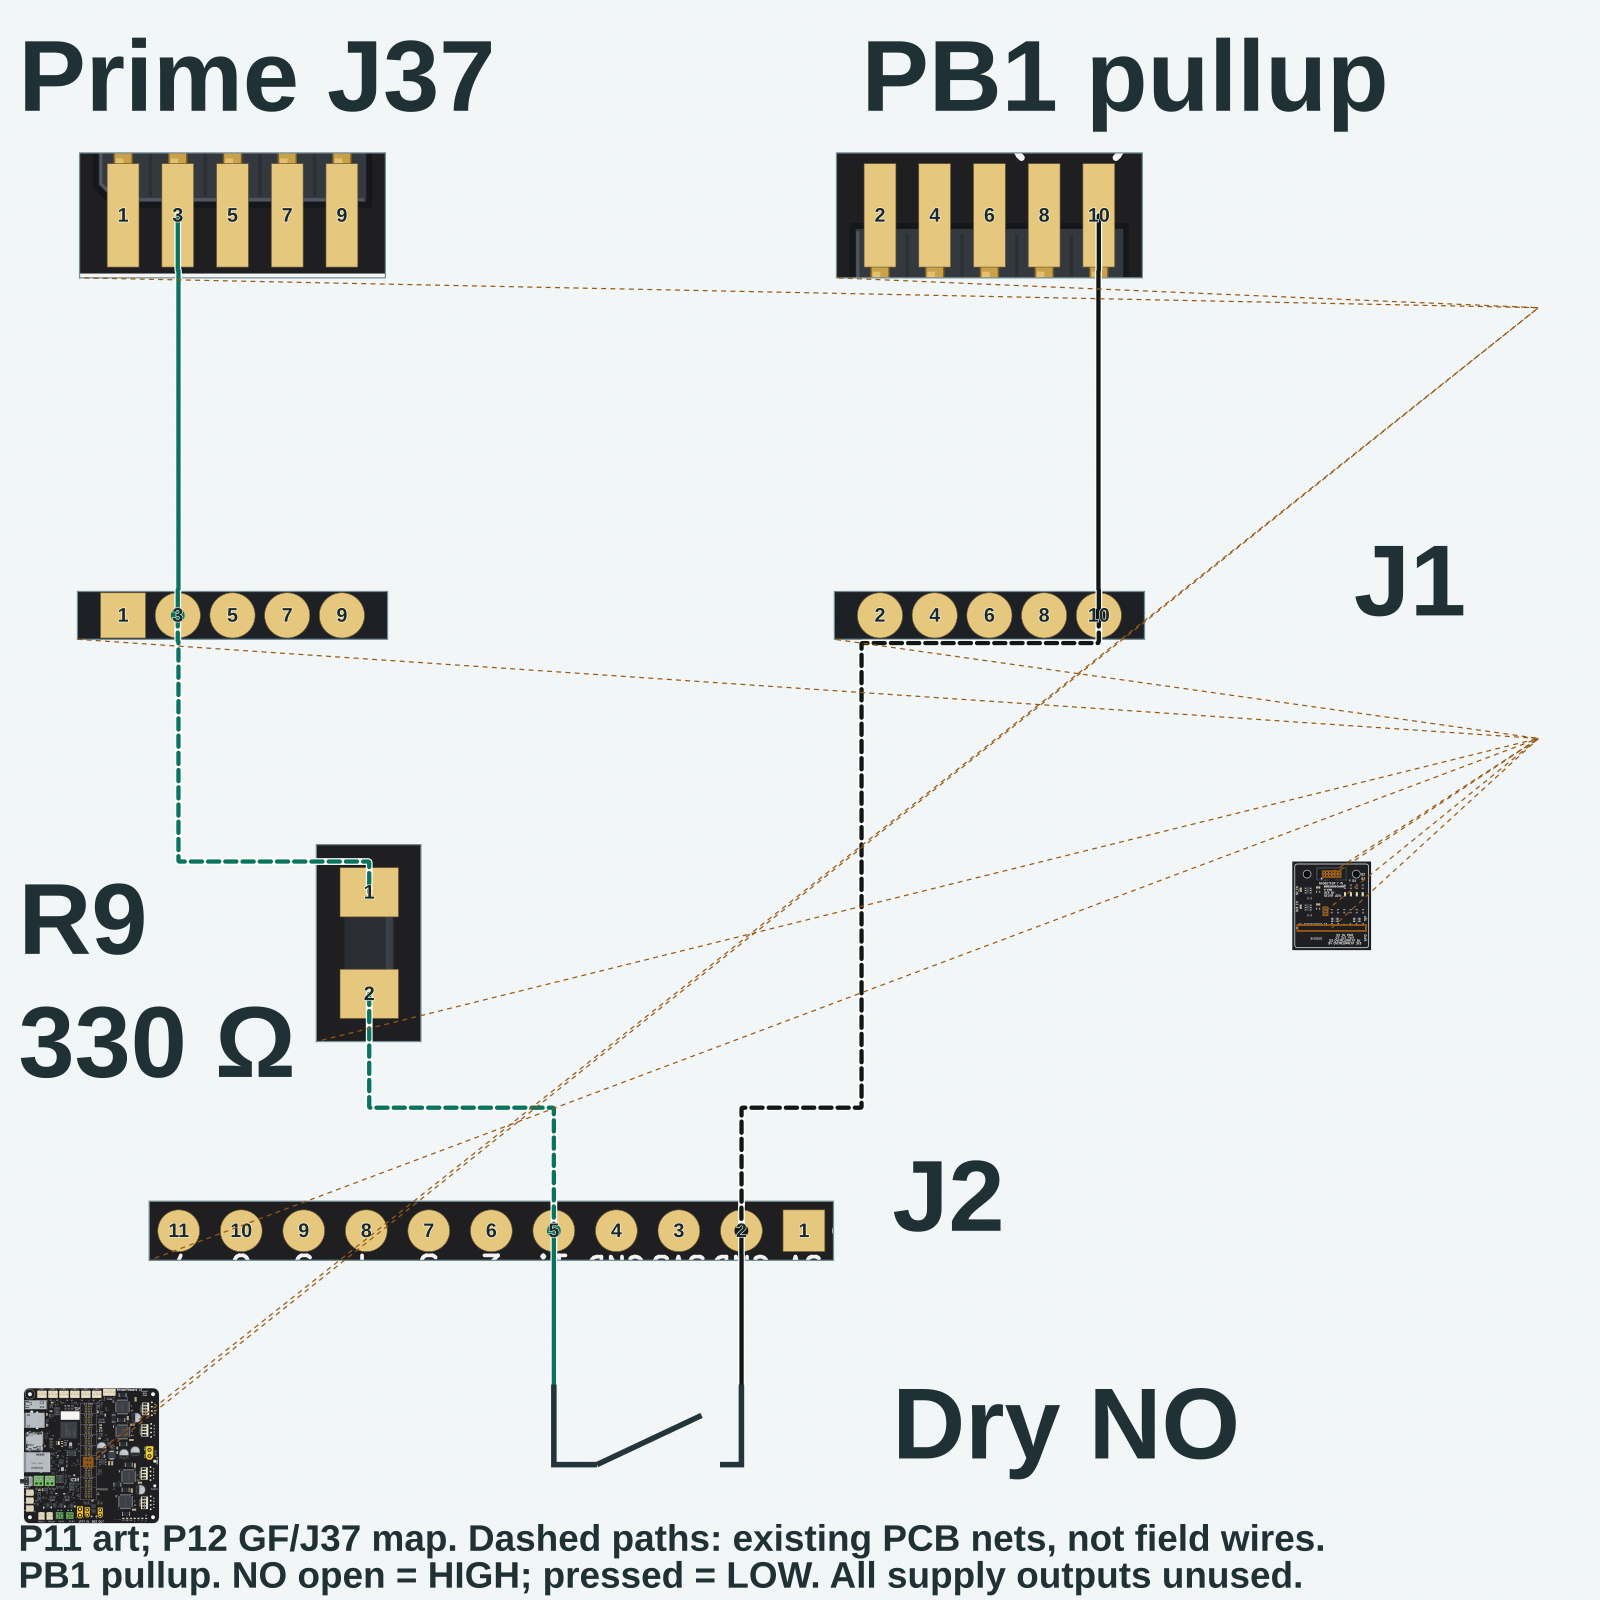 Prime J37
PB1 pullup
1 3 5 7 9
2 4 6 8 10
J1
1 3 5 7 9
2 4 6 8 10
R9
330 Ω
1
2
J2
11 10 9 8 7 6 5 4 3 2 1
Dry NO
P11 art; P12 GF/J37 map. Dashed paths: existing PCB nets, not field wires.
PB1 pullup. NO open = HIGH; pressed = LOW. All supply outputs unused.